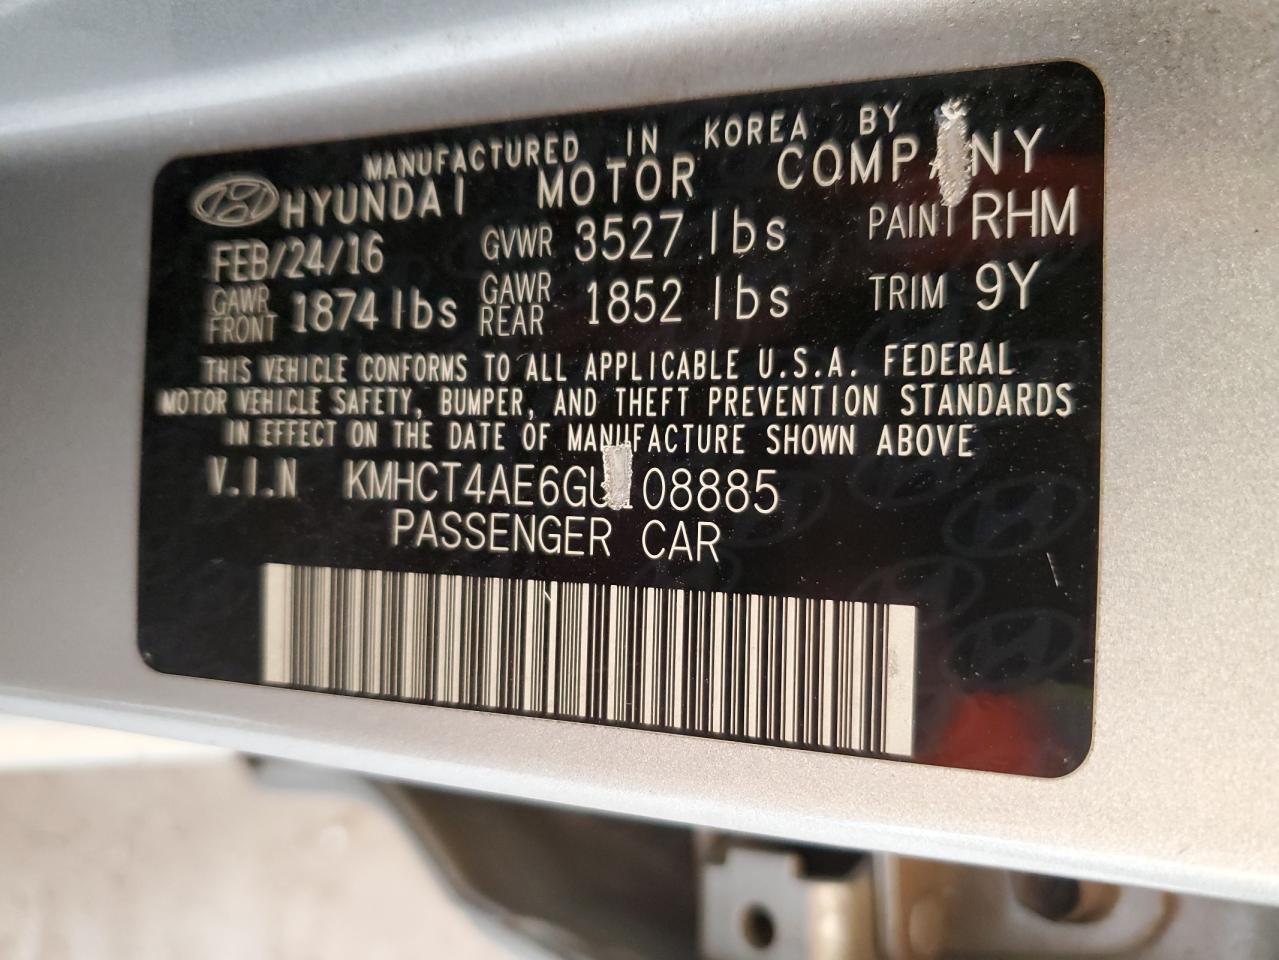 MANUFACTURED IN KOREA BY
HYUNDAI MOTOR COMPANY
FEB/24/16 GVWR 3527 lbs PAINT RHM
GAWR FRONT 1874 lbs GAWR REAR 1852 lbs TRIM 9Y
THIS VEHICLE CONFORMS TO ALL APPLICABLE U.S.A. FEDERAL
MOTOR VEHICLE SAFETY, BUMPER, AND THEFT PREVENTION STANDARDS
IN EFFECT ON THE DATE OF MANUFACTURE SHOWN ABOVE
V.I.N
PASSENGER CAR